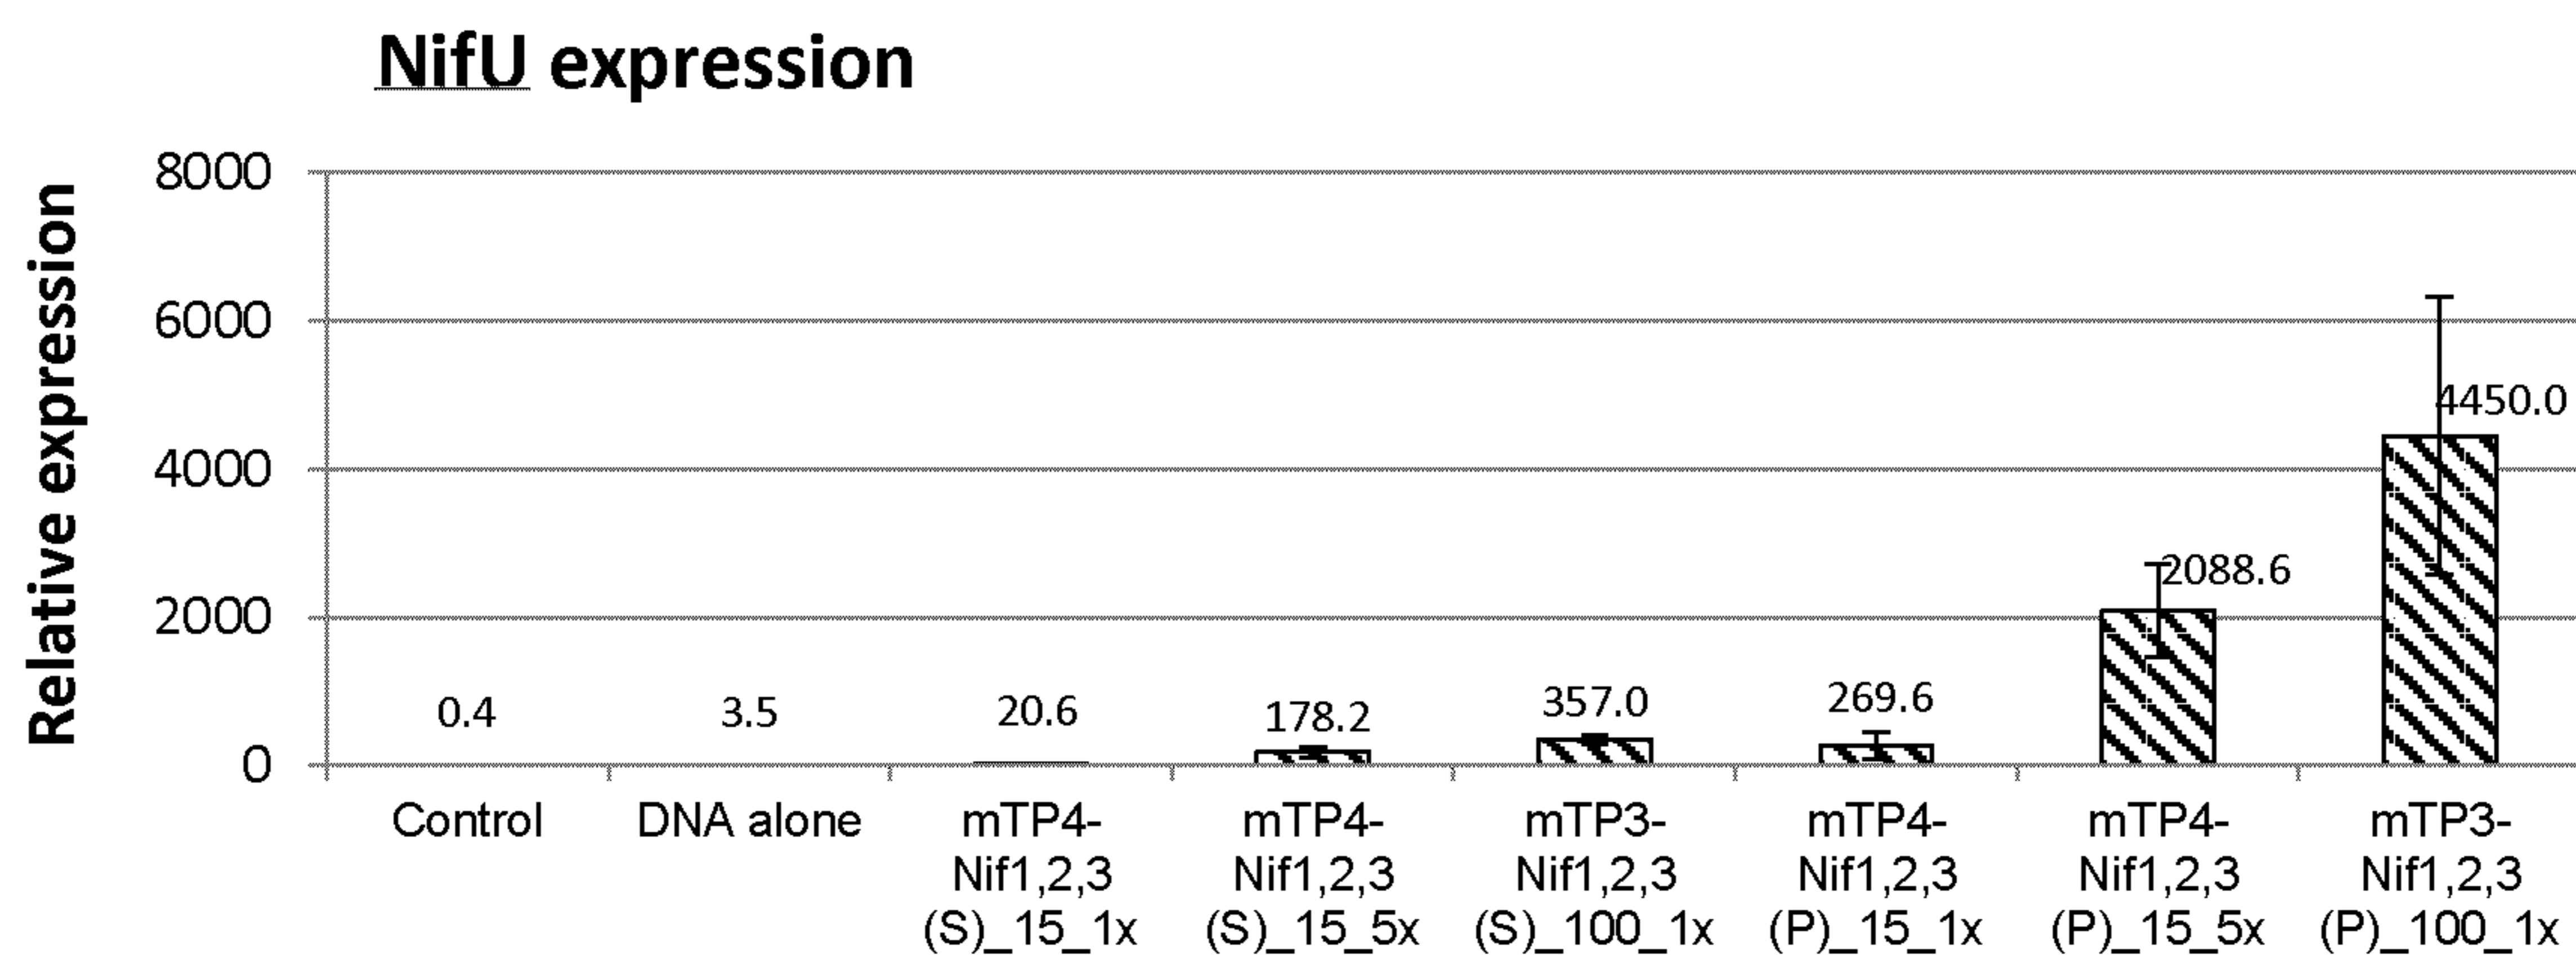 NifU expression
Relative expression
8000
6000
4000
2000
0
0.4
3.5
20.6
178.2
357.0
269.6
2088.6
4450.0
Control
DNA alone
mTP4-
Nif1,2,3
(S)_15_1x
mTP4-
Nif1,2,3
(S)_15_5x
mTP3-
Nif1,2,3
(S)_100_1x
mTP4-
Nif1,2,3
(P)_15_1x
mTP4-
Nif1,2,3
(P)_15_5x
mTP3-
Nif1,2,3
(P)_100_1x